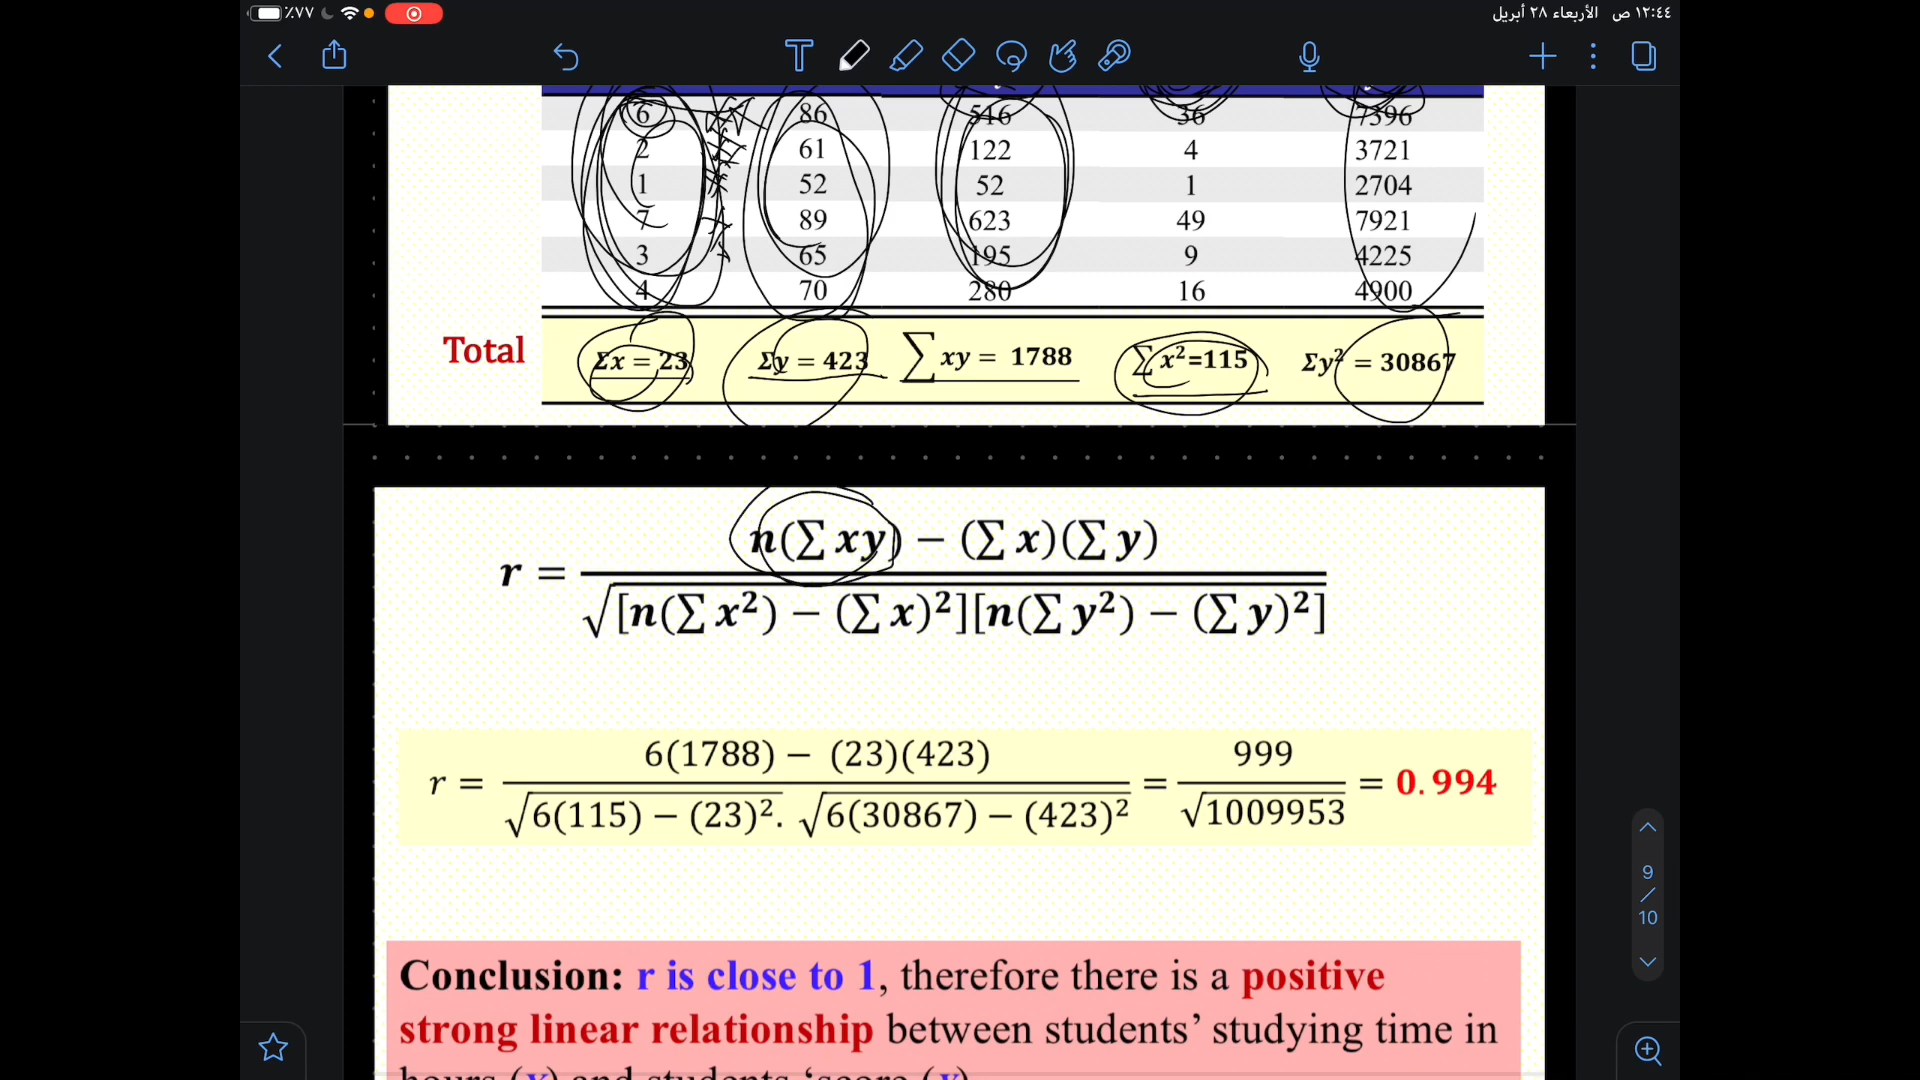 ٪٧٧
١٢:٤٤ ص الأربعاء ٢٨ أبريل
6 86 516 36 7396
2 61 122 4 3721
1 52 52 1 2704
7 89 623 49 7921
3 65 195 9 4225
4 70 280 16 4900
Total Σx = 23 Σy = 423 ∑ xy = 1788 ∑ x²=115 Σy² = 30867
r = n(∑ xy) − (∑ x)(∑ y) / √[n(∑ x²) − (∑ x)²][n(∑ y²) − (∑ y)²]
r = 6(1788) − (23)(423) / √6(115) − (23)². √6(30867) − (423)² = 999 / √1009953 = 0.994
Conclusion: r is close to 1, therefore there is a positive
strong linear relationship between students’ studying time in
hours (x) and students ‘score (y)
9
/
10